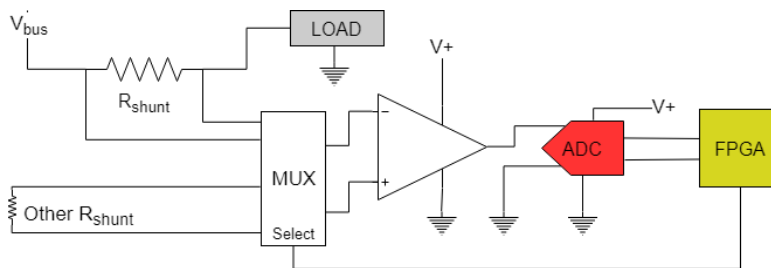 Vbus
LOAD
V+
Rshunt
V+
ADC
FPGA
−
MUX
+
Other Rshunt
Select